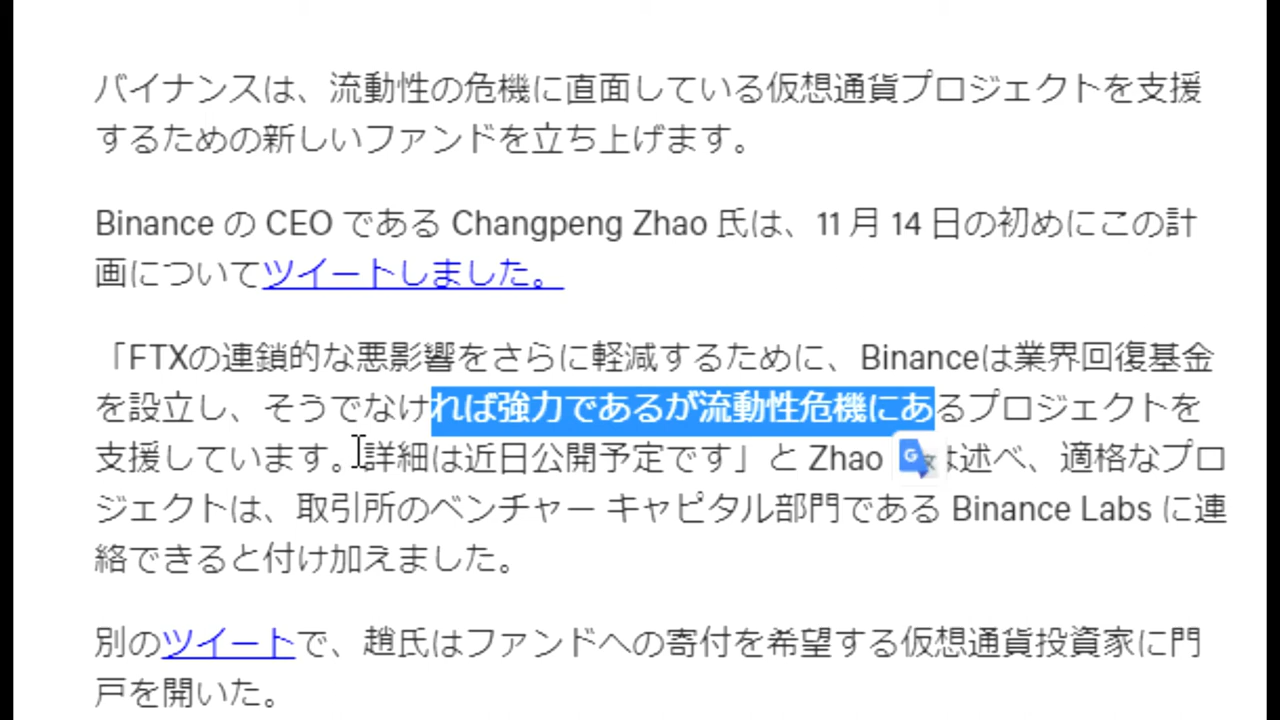 バイナンスは、流動性の危機に直面している仮想通貨プロジェクトを支援
するための新しいファンドを立ち上げます。
Binance の CEO である Changpeng Zhao 氏は、11 月 14 日の初めにこの計
画についてツイートしました。
「FTXの連鎖的な悪影響をさらに軽減するために、Binanceは業界回復基金
を設立し、そうでなければ強力であるが流動性危機にあるプロジェクトを
支援しています。詳細は近日公開予定です」と Zhao は述べ、適格なプロ
ジェクトは、取引所のベンチャー キャピタル部門である Binance Labs に連
絡できると付け加えました。
別のツイートで、趙氏はファンドへの寄付を希望する仮想通貨投資家に門
戸を開いた。